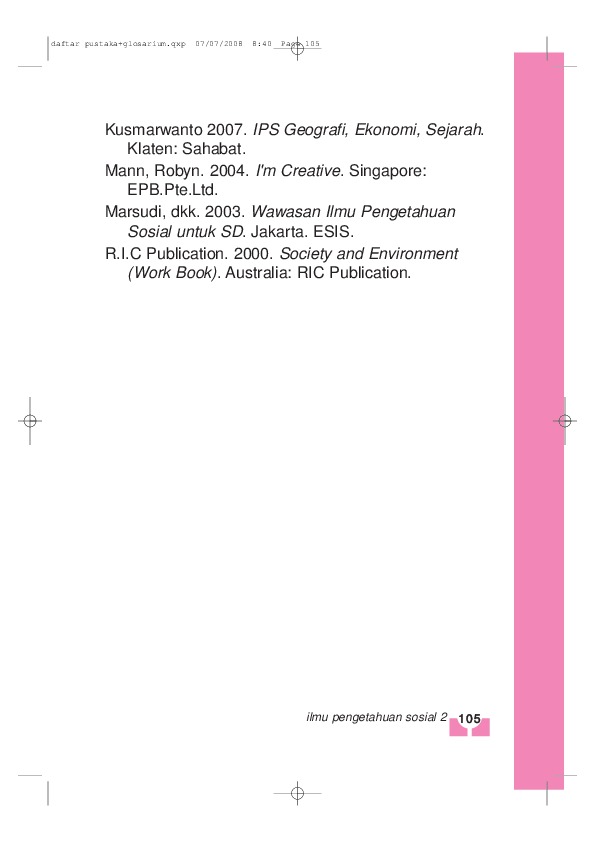 daftar pustaka+glosarium.qxp  07/07/2008  8:40  Page 105
Kusmarwanto 2007. IPS Geografi, Ekonomi, Sejarah.
Klaten: Sahabat.
Mann, Robyn. 2004. I'm Creative. Singapore:
EPB.Pte.Ltd.
Marsudi, dkk. 2003. Wawasan Ilmu Pengetahuan
Sosial untuk SD. Jakarta. ESIS.
R.I.C Publication. 2000. Society and Environment
(Work Book). Australia: RIC Publication.
ilmu pengetahuan sosial 2 105